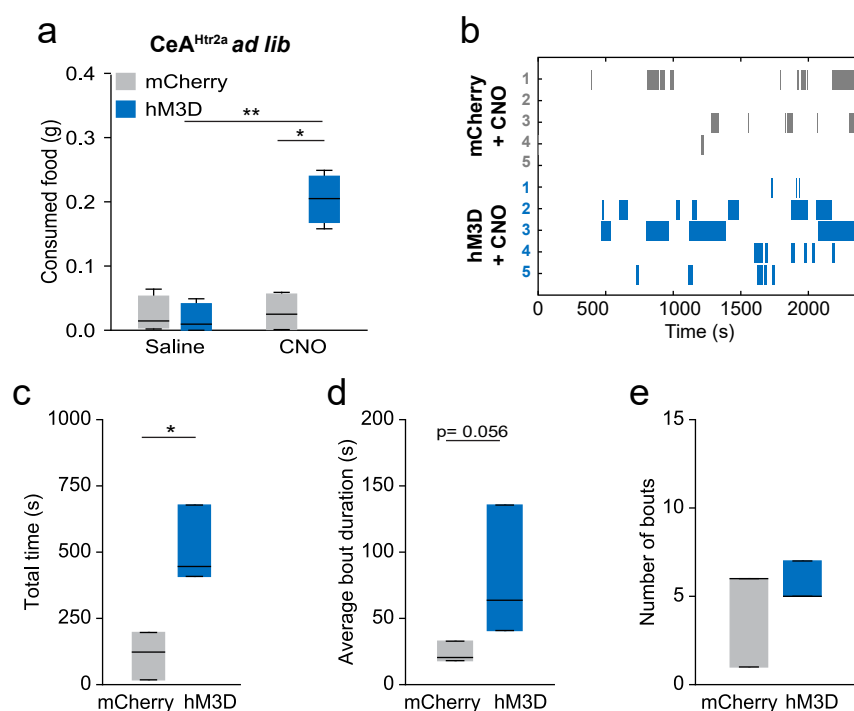 a
CeA^Htr2a ad lib
mCherry
hM3D
**
*
Consumed food (g)
0.4
0.3
0.2
0.1
0.0
Saline CNO
b
mCherry
+ CNO
1
2
3
4
5
hM3D
+ CNO
1
2
3
4
5
0 500 1000 1500 2000
Time (s)
c
Total time (s)
1000
750
500
250
0
*
mCherry hM3D
d
Average bout duration (s)
200
150
100
50
0
p= 0.056
mCherry hM3D
e
Number of bouts
15
10
5
0
mCherry hM3D